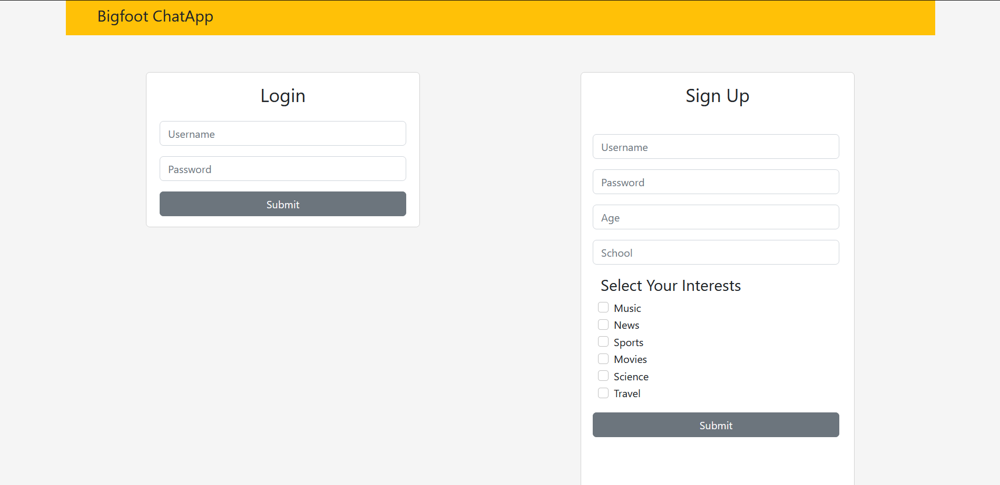 Bigfoot ChatApp
Login
Username
Password
Submit
Sign Up
Username
Password
Age
School
Select Your Interests
Music
News
Sports
Movies
Science
Travel
Submit